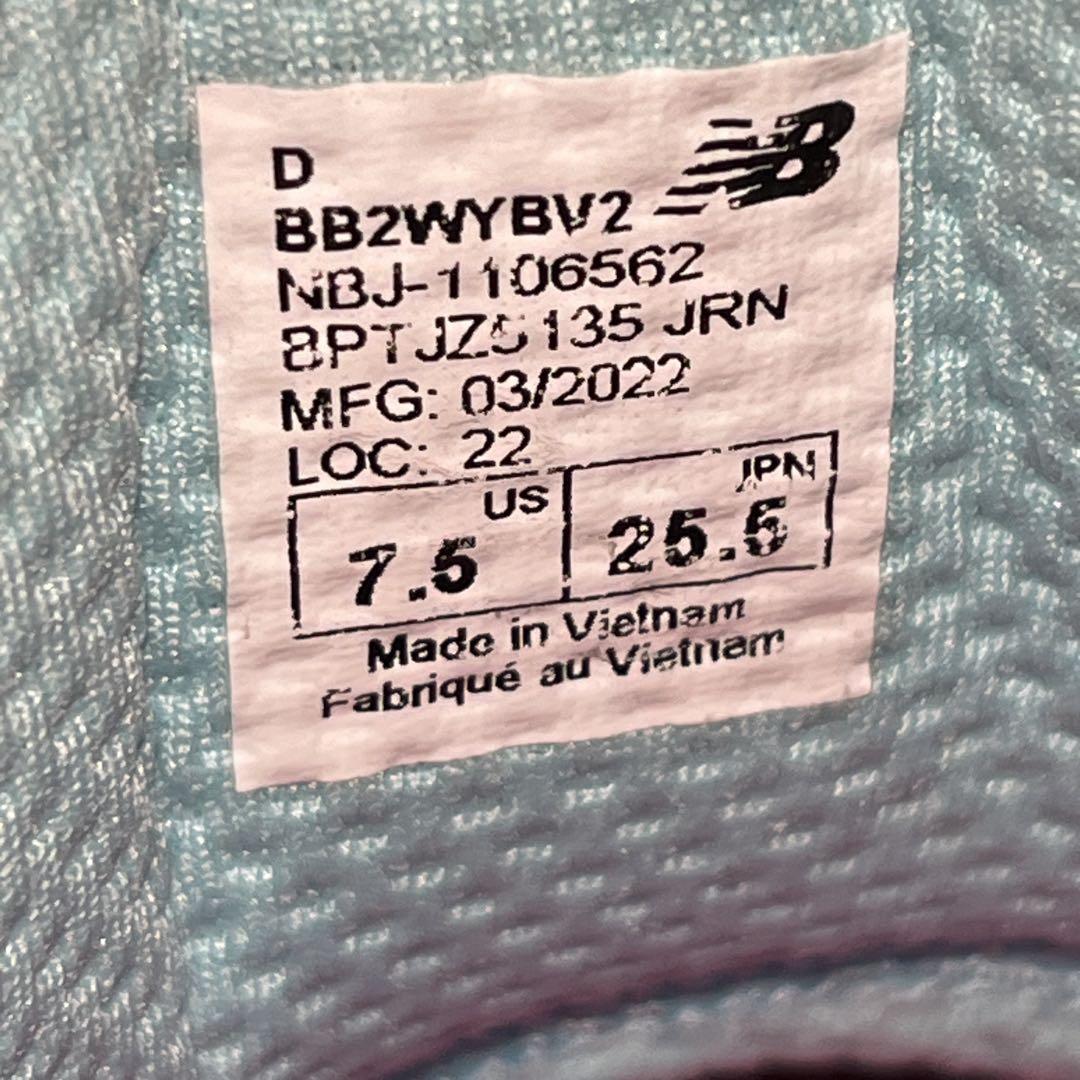 D
BB2WYBV2
NBJ-1106562
BPTJZ5135 JRN
MFG: 03/2022
LOC: 22
US JPN
7.5 25.5
Made in Vietnam
Fabriqué au Vietnam